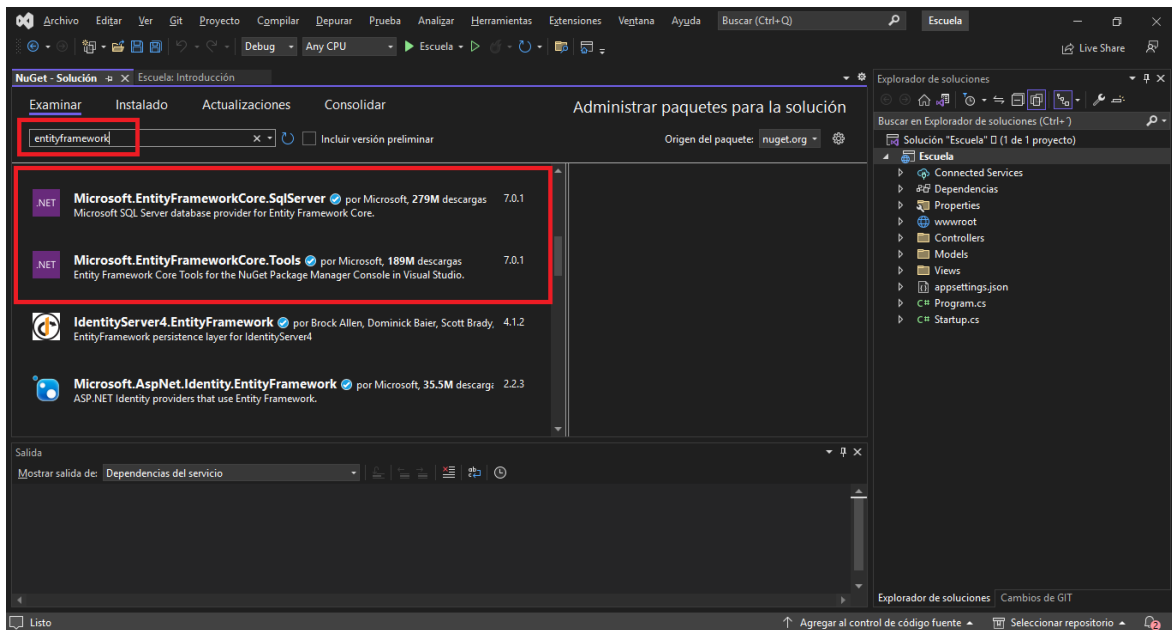 Archivo Editar Ver Git Proyecto Compilar Depurar Prueba Analizar Herramientas Extensiones Ventana Ayuda Buscar (Ctrl+Q) Escuela
Debug Any CPU Escuela Live Share
NuGet - Solución Escuela: Introducción
Examinar Instalado Actualizaciones Consolidar Administrar paquetes para la solución
entityframework Incluir versión preliminar Origen del paquete: nuget.org
.NET Microsoft.EntityFrameworkCore.SqlServer por Microsoft, 279M descargas 7.0.1
Microsoft SQL Server database provider for Entity Framework Core.
.NET Microsoft.EntityFrameworkCore.Tools por Microsoft, 189M descargas 7.0.1
Entity Framework Core Tools for the NuGet Package Manager Console in Visual Studio.
IdentityServer4.EntityFramework por Brock Allen, Dominick Baier, Scott Brady, 4.1.2
EntityFramework persistence layer for IdentityServer4
Microsoft.AspNet.Identity.EntityFramework por Microsoft, 35.5M descarga 2.2.3
ASP.NET Identity providers that use Entity Framework.
Salida
Mostrar salida de: Dependencias del servicio
Explorador de soluciones
Buscar en Explorador de soluciones (Ctrl+´)
Solución "Escuela" (1 de 1 proyecto)
Escuela
Connected Services
Dependencias
Properties
wwwroot
Controllers
Models
Views
appsettings.json
C# Program.cs
C# Startup.cs
Explorador de soluciones Cambios de GIT
Listo Agregar al control de código fuente Seleccionar repositorio 2